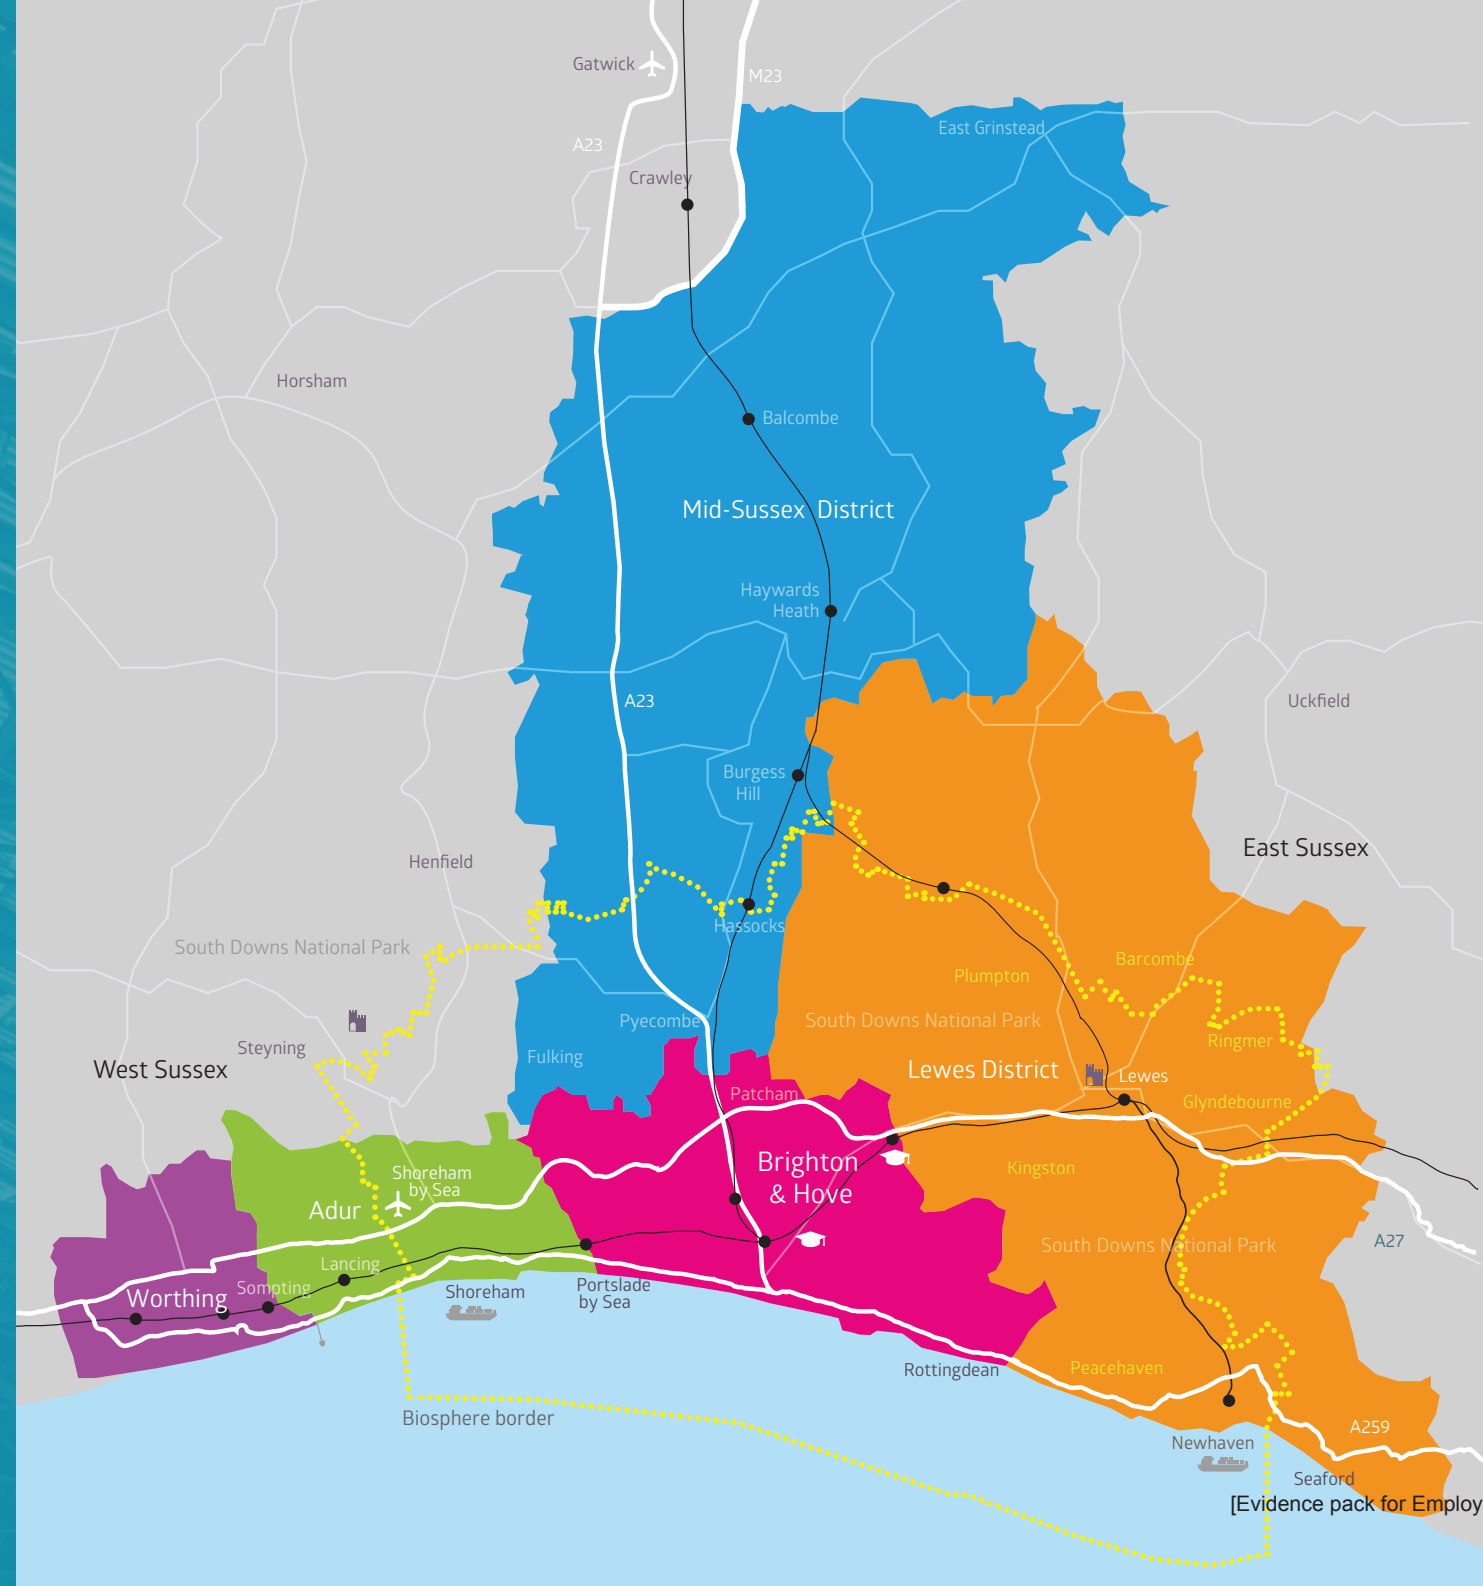 Gatwick
M23
East Grinstead
A23
Crawley
Horsham
Balcombe
Mid-Sussex District
Haywards
Heath
A23
Uckfield
Burgess
Hill
East Sussex
Henfield
Hassocks
South Downs National Park
Barcombe
Plumpton
Pyecombe
South Downs National Park
Ringmer
Steyning
Fulking
West Sussex
Lewes District
Lewes
Patcham
Glyndebourne
Brighton
& Hove
Kingston
Shoreham
by Sea
Adur
South Downs National Park
A27
Lancing
Sompting
Worthing
Shoreham
Portslade
by Sea
Rottingdean
Peacehaven
Biosphere border
A259
Newhaven
Seaford
[Evidence pack for Employ